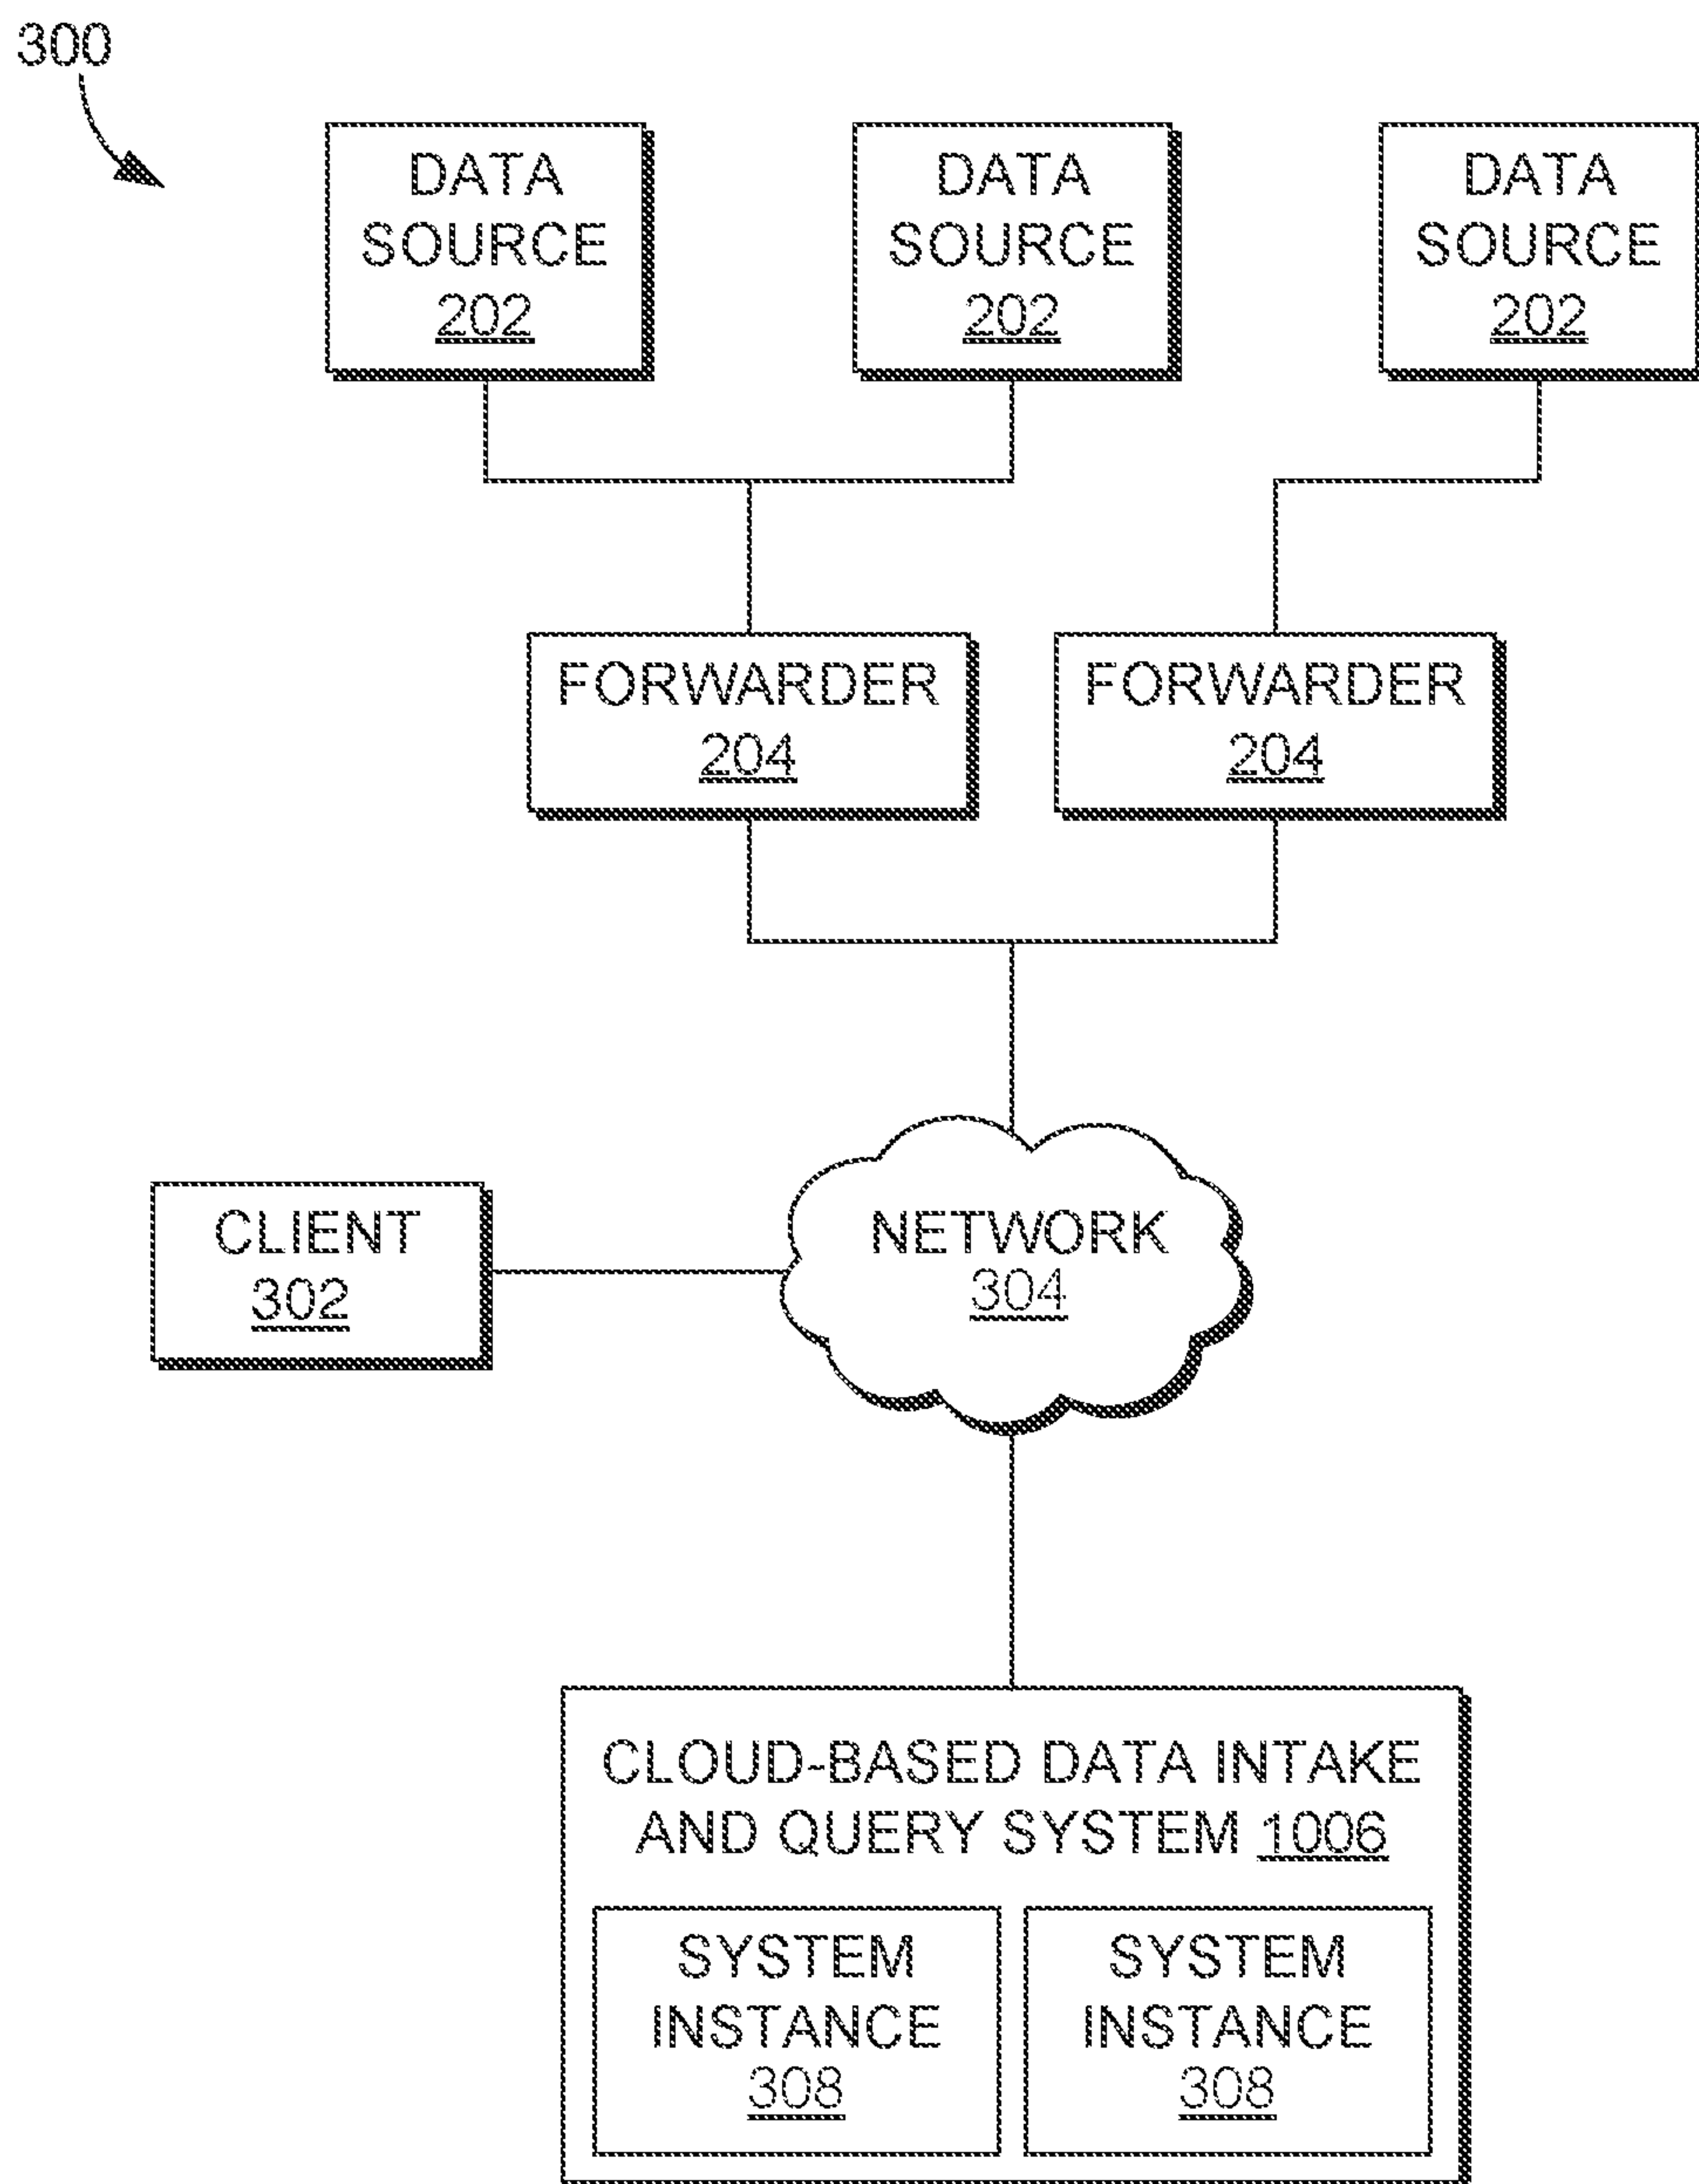 300
DATA
SOURCE
202
DATA
SOURCE
202
DATA
SOURCE
202
FORWARDER
204
FORWARDER
204
CLIENT
302
NETWORK
304
CLOUD-BASED DATA INTAKE
AND QUERY SYSTEM 1006
SYSTEM
INSTANCE
308
SYSTEM
INSTANCE
308